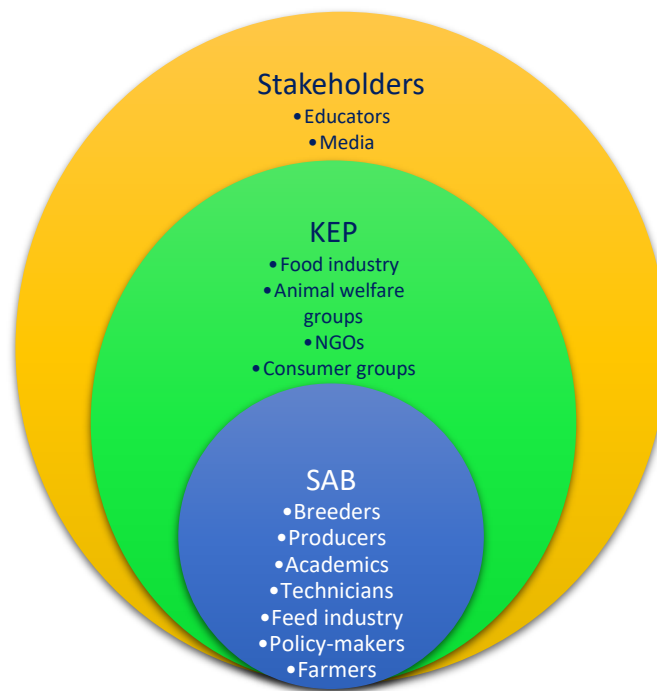 Stakeholders
•Educators
•Media
KEP
•Food industry
•Animal welfare
groups
•NGOs
•Consumer groups
SAB
•Breeders
•Producers
•Academics
•Technicians
•Feed industry
•Policy-makers
•Farmers